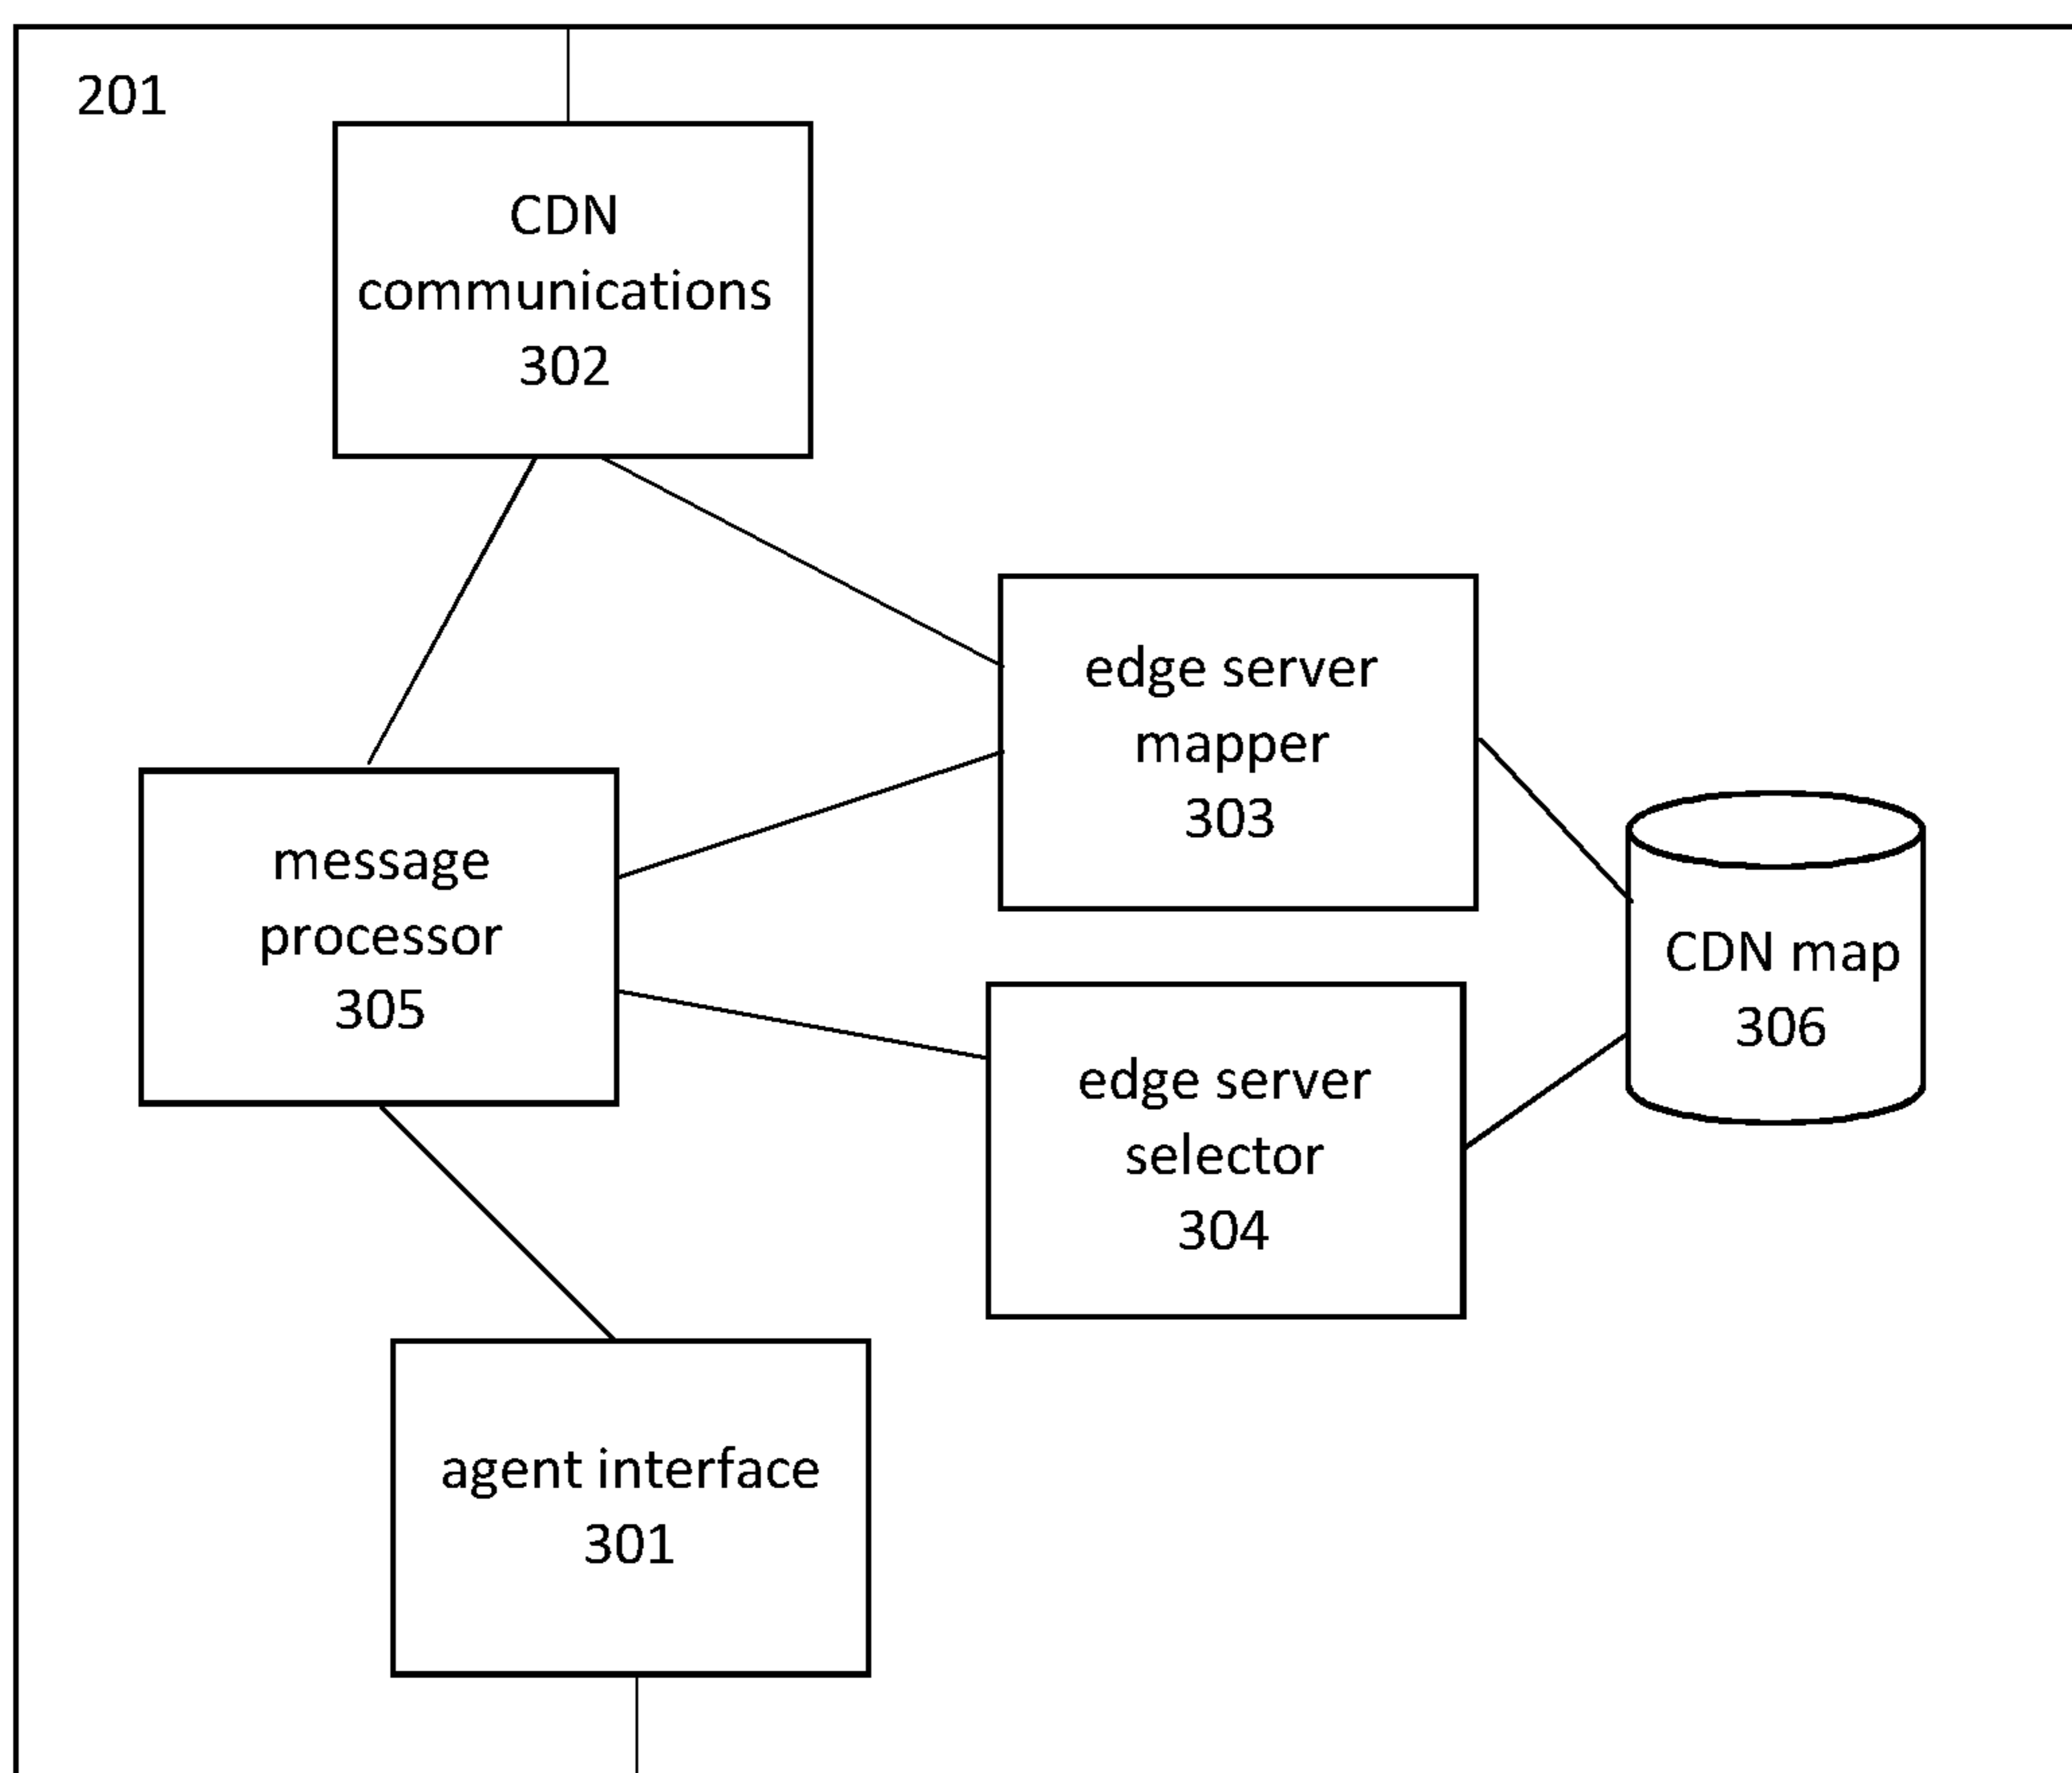 201
CDN
communications
302
edge server
mapper
303
message
processor
305
CDN map
306
edge server
selector
304
agent interface
301